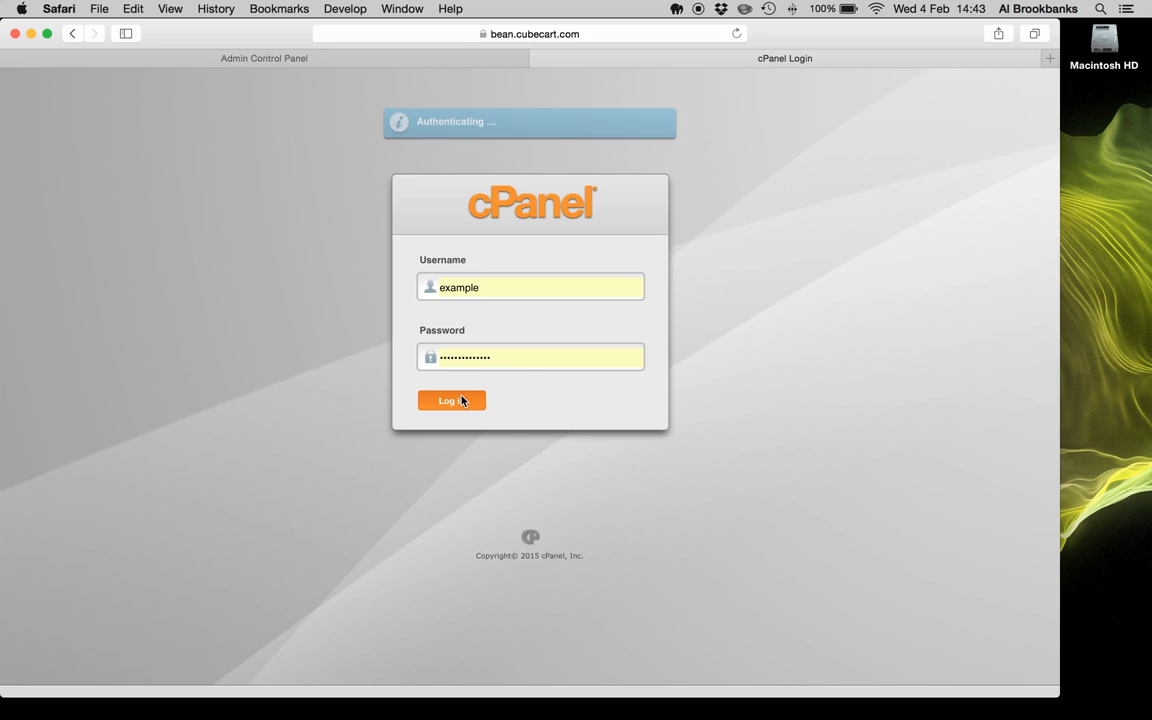 Safari File Edit View History Bookmarks Develop Window Help 100% Wed 4 Feb 14:43 Al Brookbanks
bean.cubecart.com
Admin Control Panel cPanel Login
Macintosh HD
Authenticating ...
cPanel
Username
example
Password
••••••••••••••
Log in
Copyright© 2015 cPanel, Inc.